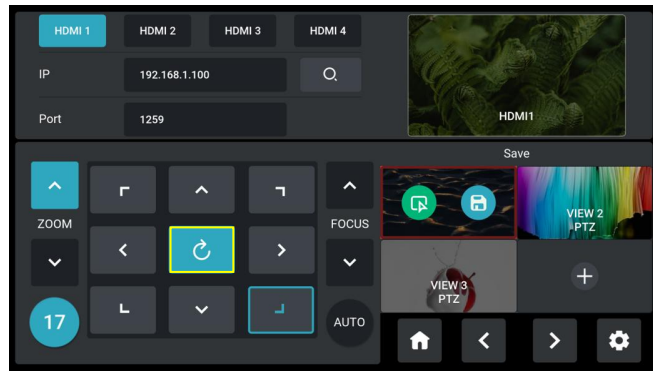 HDMI 1
HDMI 2
HDMI 3
HDMI 4
IP
192.168.1.100
Port
1259
HDMI1
Save
ZOOM
17
FOCUS
AUTO
VIEW 2
PTZ
VIEW 3
PTZ